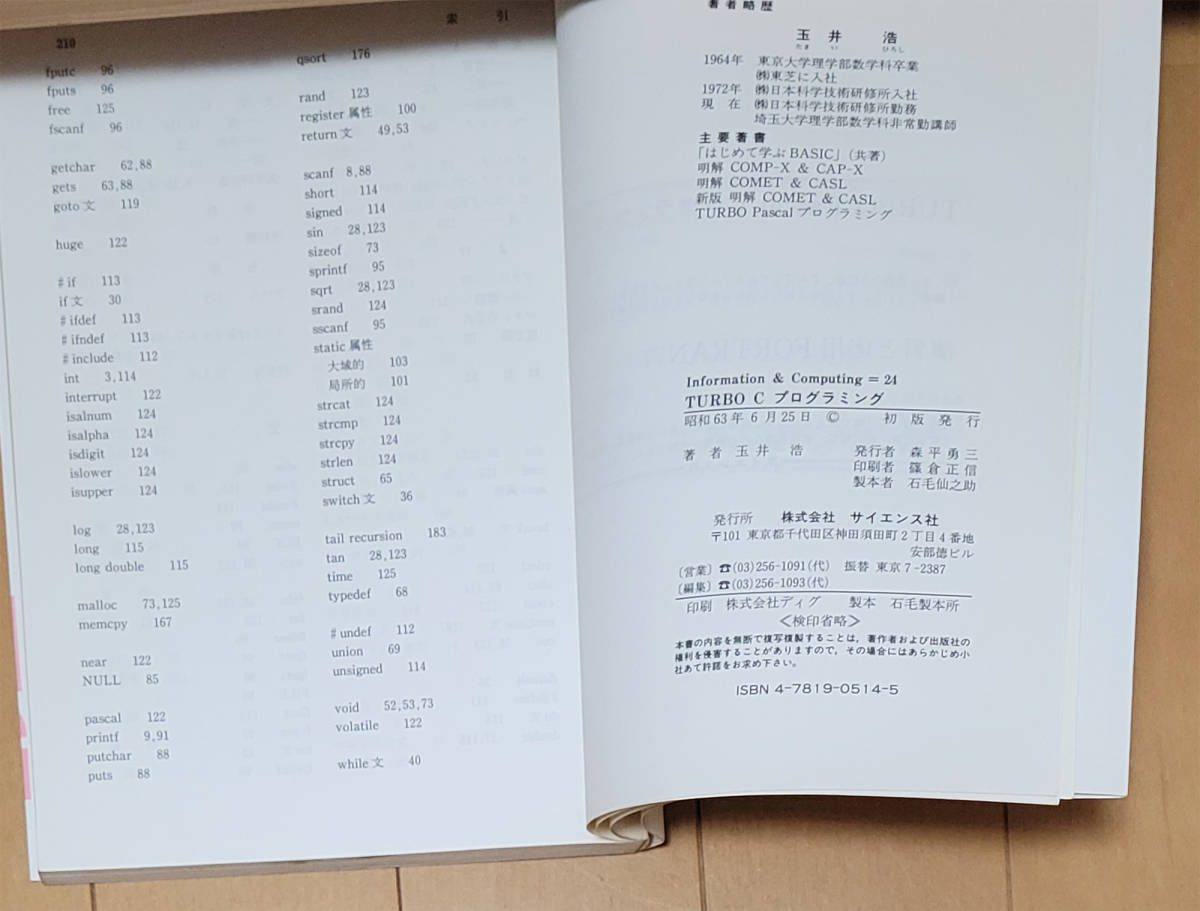 索 引
210
fputc 96
fputs 96
free 125
fscanf 96
getchar 62,88
gets 63,88
goto 文 119
huge 122
# if 113
if 文 30
# ifdef 113
# ifndef 113
# include 112
int 3,114
interrupt 122
isalnum 124
isalpha 124
isdigit 124
islower 124
isupper 124
log 28,123
long 115
long double 115
malloc 73,125
memcpy 167
near 122
NULL 85
pascal 122
printf 9,91
putchar 88
puts 88
qsort 176
rand 123
register 属性 100
return 文 49,53
scanf 8,88
short 114
signed 114
sin 28,123
sizeof 73
sprintf 95
sqrt 28,123
srand 124
sscanf 95
static 属性
大域的 103
局所的 101
strcat 124
strcmp 124
strcpy 124
strlen 124
struct 65
switch 文 36
tail recursion 183
tan 28,123
time 125
typedef 68
# undef 112
union 69
unsigned 114
void 52,53,73
volatile 122
while 文 40
著者略歴
玉井 浩
たま い ひろし
1964年 東京大学理学部数学科卒業
㈱東芝に入社
1972年 ㈱日本科学技術研修所入社
現 在 ㈱日本科学技術研修所勤務
埼玉大学理学部数学科非常勤講師
主要著書
「はじめて学ぶ BASIC」(共著)
明解 COMP-X & CAP-X
明解 COMET & CASL
新版 明解 COMET & CASL
TURBO Pascal プログラミング
Information & Computing = 24
TURBO C プログラミング
昭和 63 年 6 月 25 日 © 初 版 発 行
著 者 玉 井 浩 発行者 森 平 勇 三
印刷者 篠 倉 正 信
製本者 石毛仙之助
発行所 株式会社 サイエンス社
〒101 東京都千代田区神田須田町 2 丁目 4 番地
安部徳ビル
〔営業〕☎(03)256-1091(代) 振替 東京 7-2387
〔編集〕☎(03)256-1093(代)
印刷 株式会社ディグ 製本 石毛製本所
≪検印省略≫
本書の内容を無断で複写複製することは，著作者および出版社の
権利を侵害することがありますので，その場合にはあらかじめ小
社あて許諾をお求め下さい。
ISBN 4-7819-0514-5